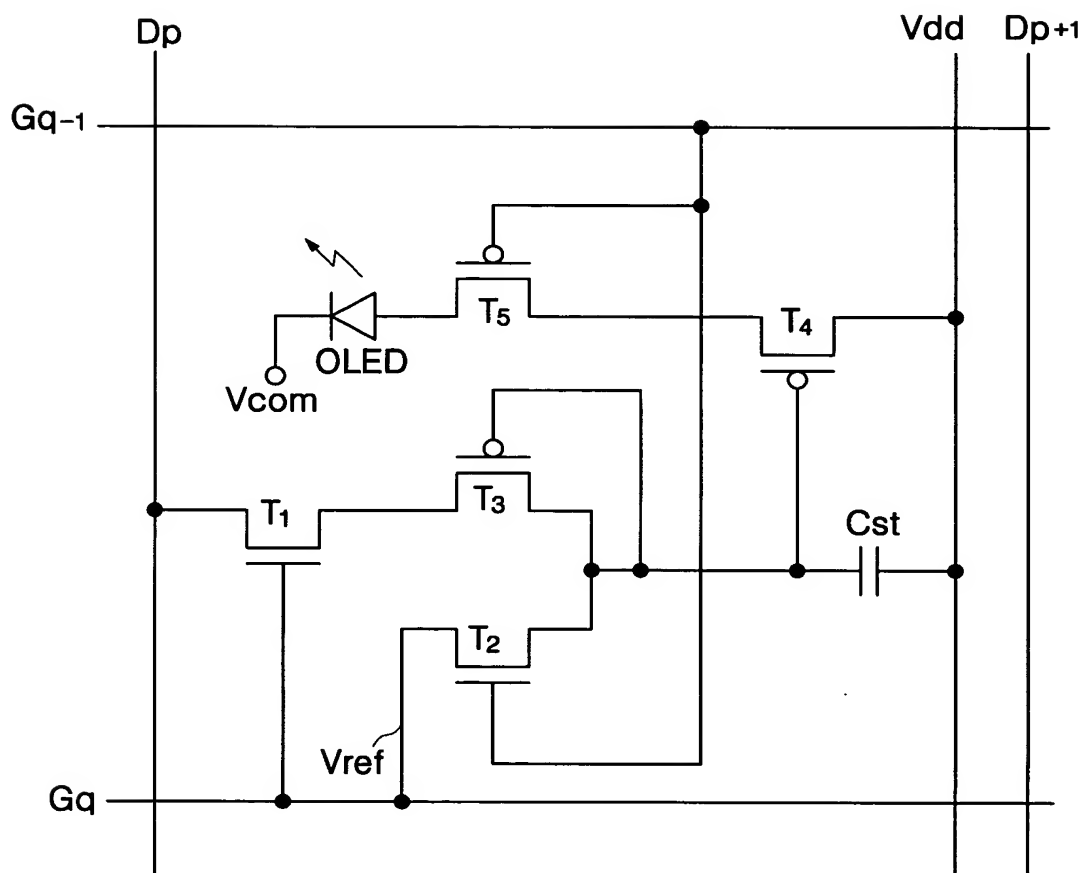 Dp
Vdd
Dp+1
Gq-1
T5
T4
OLED
Vcom
T3
T1
Cst
T2
Vref
Gq